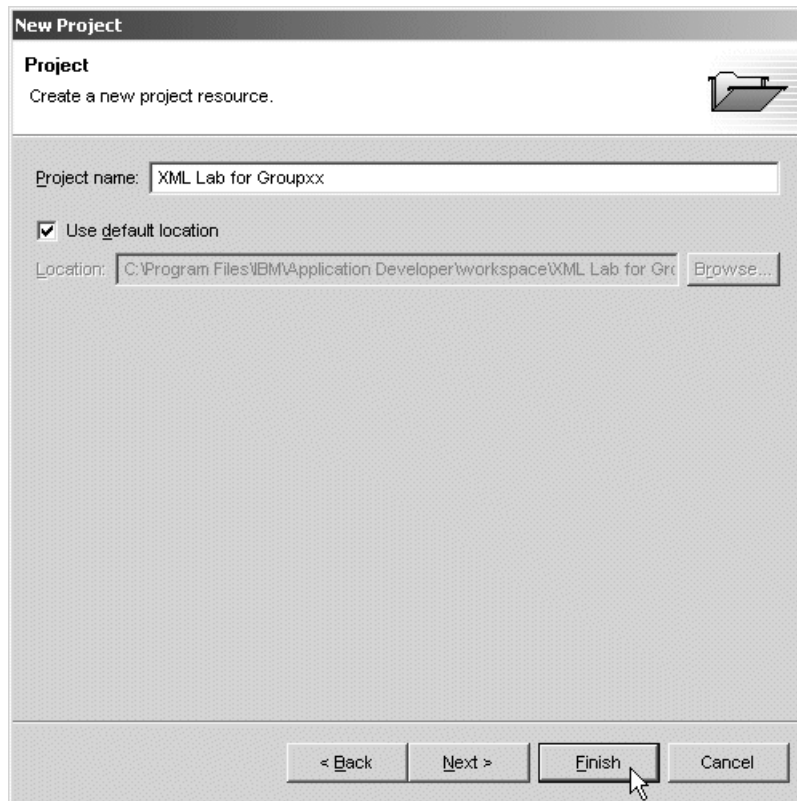 New Project
Project
Create a new project resource.
Project name: XML Lab for Groupxx
Use default location
Location: C:\Program Files\IBM\Application Developer\workspace\XML Lab for Gro Browse...
< Back Next > Finish Cancel